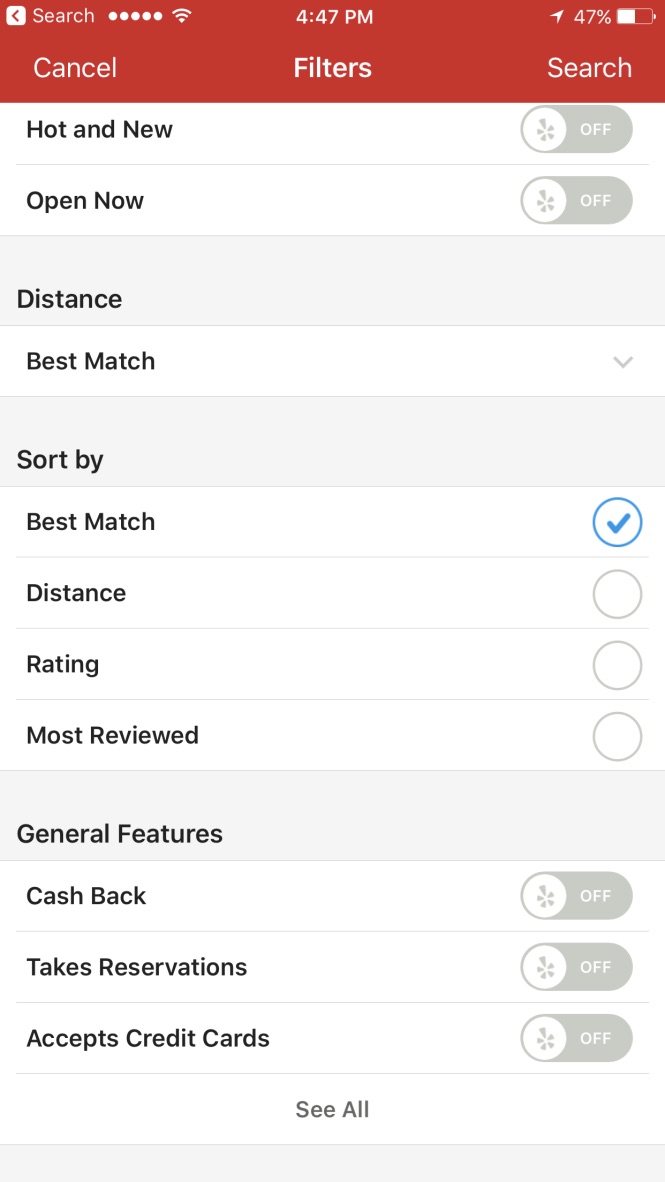 Search 4:47 PM 47%
Cancel Filters Search
Hot and New OFF
Open Now OFF
Distance
Best Match
Sort by
Best Match
Distance
Rating
Most Reviewed
General Features
Cash Back OFF
Takes Reservations OFF
Accepts Credit Cards OFF
See All